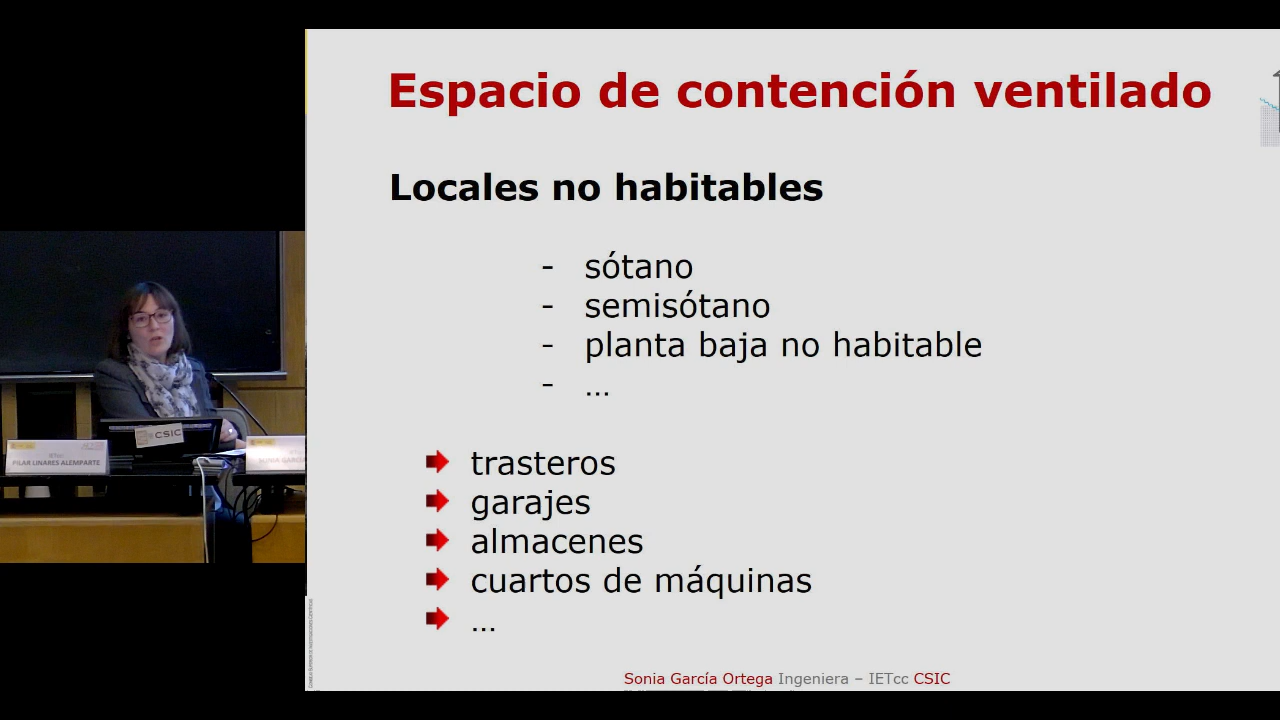 Espacio de contención ventilado
Locales no habitables
- sótano
- semisótano
- planta baja no habitable
- ...
trasteros
garajes
almacenes
cuartos de máquinas
...
Sonia García Ortega Ingeniera – IETcc CSIC
CSIC
PILAR LINARES ALEMPARTE